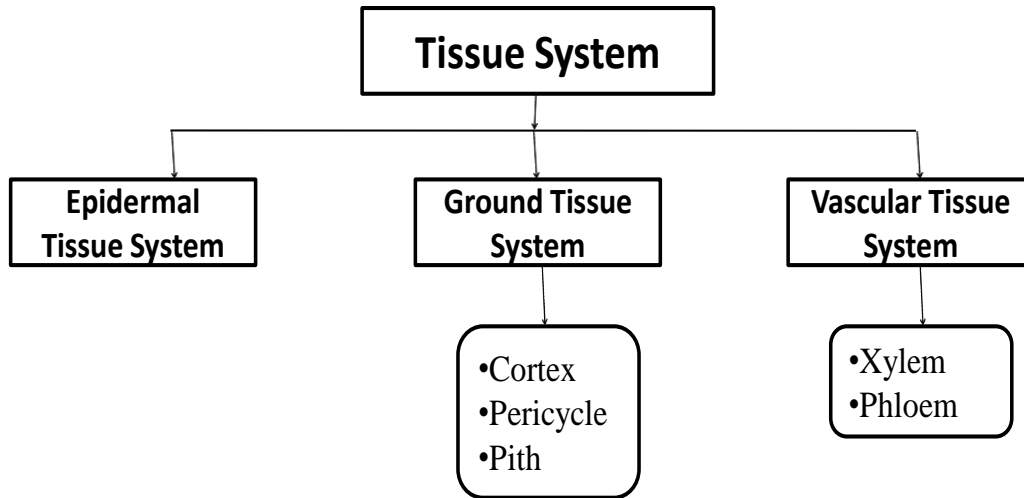 Tissue System
Epidermal
Tissue System
Ground Tissue
System
Vascular Tissue
System
•Cortex
•Pericycle
•Pith
•Xylem
•Phloem